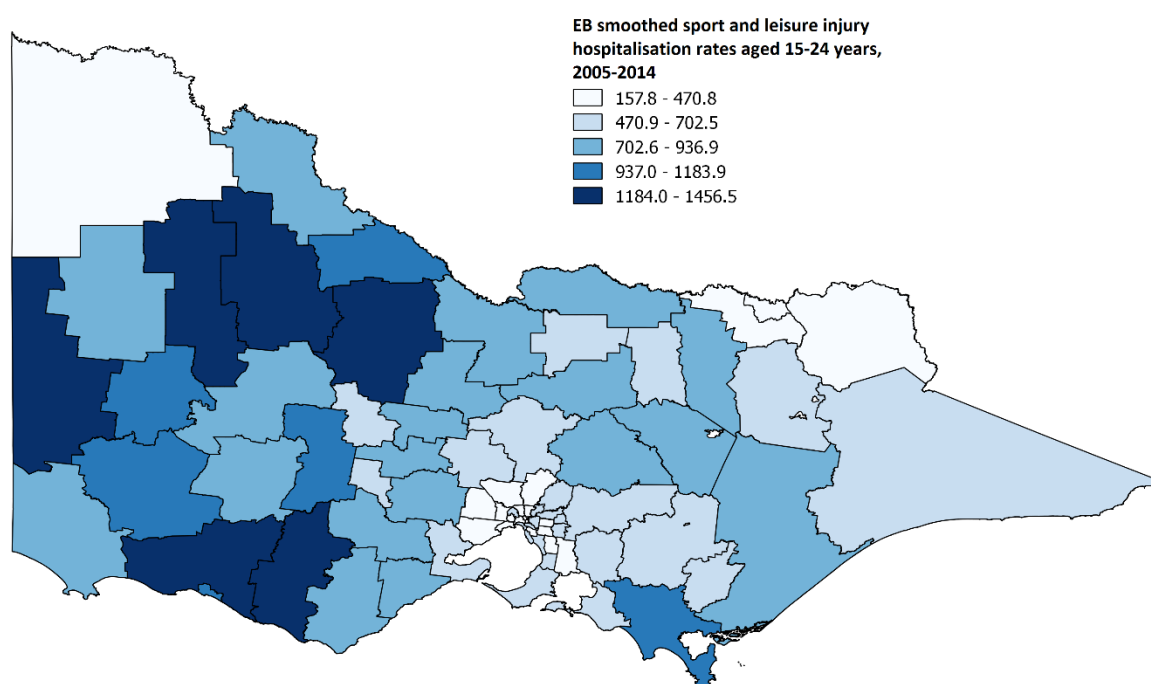 EB smoothed sport and leisure injury
hospitalisation rates aged 15-24 years,
2005-2014
157.8 - 470.8
470.9 - 702.5
702.6 - 936.9
937.0 - 1183.9
1184.0 - 1456.5